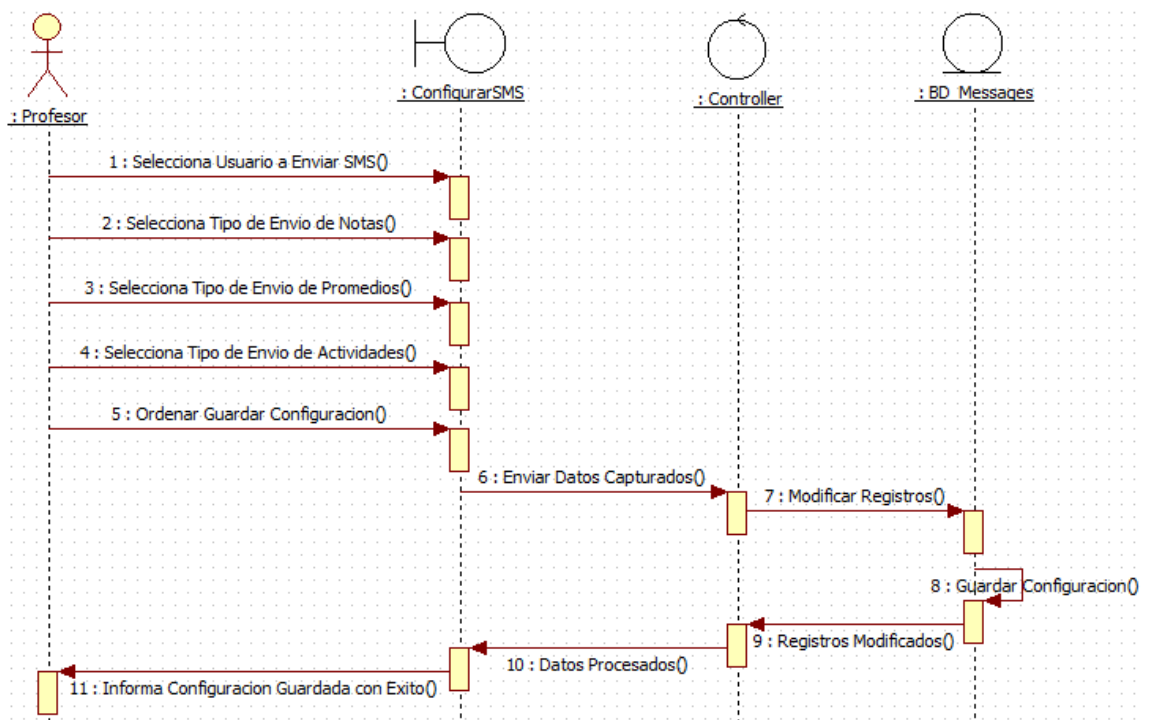 : Profesor
: ConfigurarSMS
: Controller
: BD_Messages
1 : Selecciona Usuario a Enviar SMS()
2 : Selecciona Tipo de Envio de Notas()
3 : Selecciona Tipo de Envio de Promedios()
4 : Selecciona Tipo de Envio de Actividades()
5 : Ordenar Guardar Configuracion()
6 : Enviar Datos Capturados()
7 : Modificar Registros()
8 : Guardar Configuracion()
9 : Registros Modificados()
10 : Datos Procesados()
11 : Informa Configuracion Guardada con Exito()